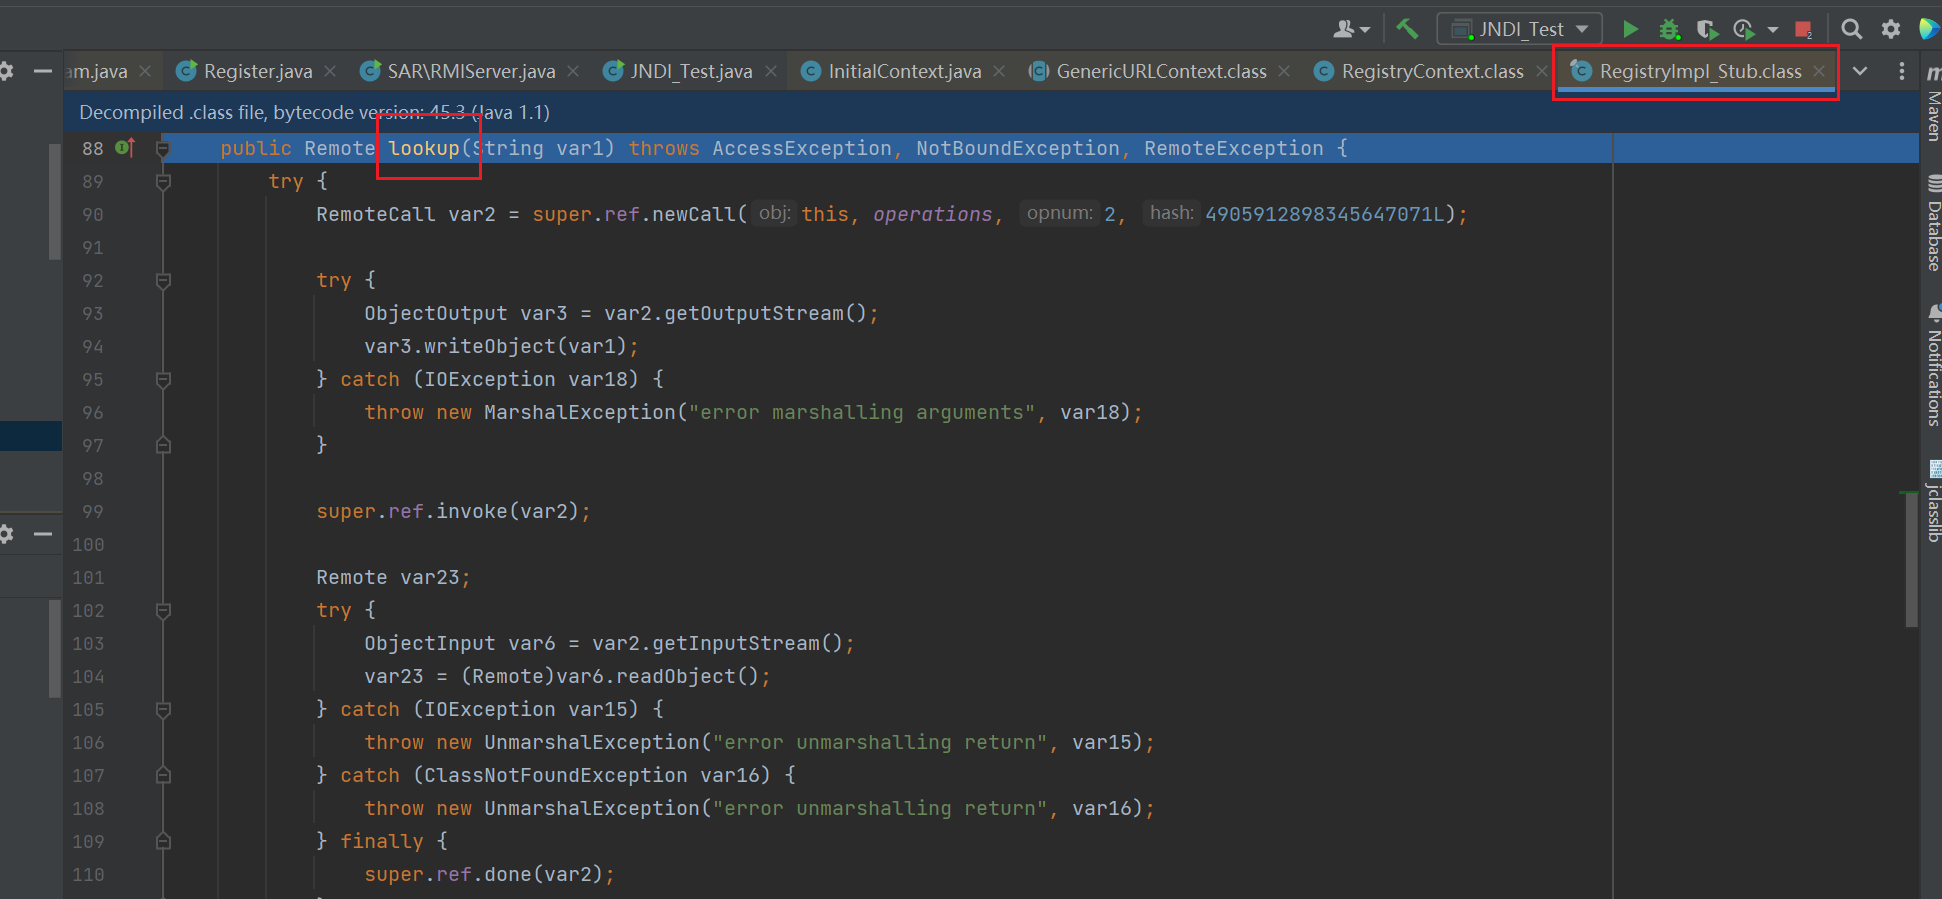 JNDI_Test
am.java
Register.java
SAR\RMIServer.java
JNDI_Test.java
InitialContext.java
GenericURLContext.class
RegistryContext.class
RegistryImpl_Stub.class
Decompiled .class file, bytecode version: 45.3 (Java 1.1)
88 public Remote lookup(String var1) throws AccessException, NotBoundException, RemoteException {
89 try {
90 RemoteCall var2 = super.ref.newCall( obj: this, operations, opnum: 2, hash: 4905912898345647071L);
91
92 try {
93 ObjectOutput var3 = var2.getOutputStream();
94 var3.writeObject(var1);
95 } catch (IOException var18) {
96 throw new MarshalException("error marshalling arguments", var18);
97 }
98
99 super.ref.invoke(var2);
100
101 Remote var23;
102 try {
103 ObjectInput var6 = var2.getInputStream();
104 var23 = (Remote)var6.readObject();
105 } catch (IOException var15) {
106 throw new UnmarshalException("error unmarshalling return", var15);
107 } catch (ClassNotFoundException var16) {
108 throw new UnmarshalException("error unmarshalling return", var16);
109 } finally {
110 super.ref.done(var2);
Maven
Database
Notifications
jclasslib